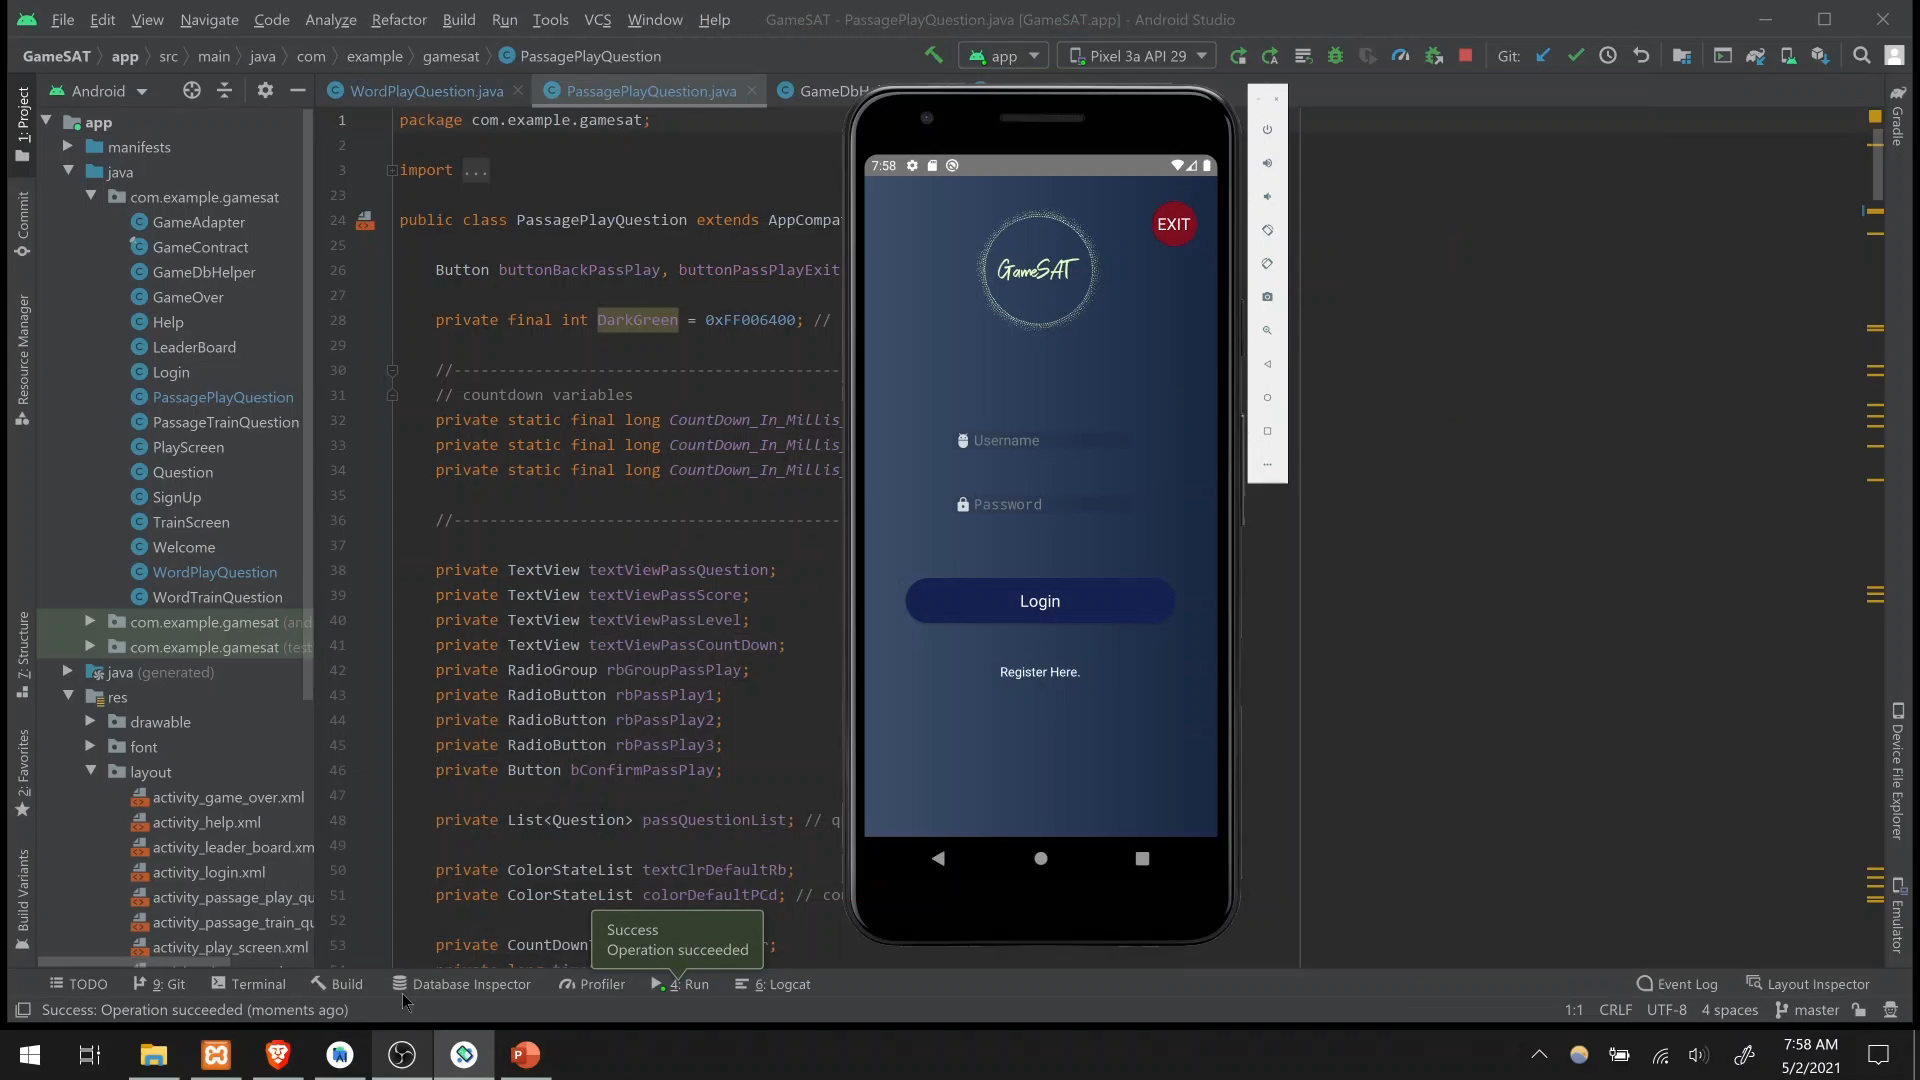 File Edit View Navigate Code Analyze Refactor Build Run Tools VCS Window Help GameSAT - PassagePlayQuestion.java [GameSAT.app] - Android Studio
GameSAT app src main java com example gamesat PassagePlayQuestion app Pixel 3a API 29 Git:
Android WordPlayQuestion.java PassagePlayQuestion.java GameDbHe
1: Project
Commit
Resource Manager
7: Structure
2: Favorites
Build Variants
app
manifests
java
com.example.gamesat
GameAdapter
GameContract
GameDbHelper
GameOver
Help
LeaderBoard
Login
PassagePlayQuestion
PassageTrainQuestion
PlayScreen
Question
SignUp
TrainScreen
Welcome
WordPlayQuestion
WordTrainQuestion
com.example.gamesat (and
com.example.gamesat (test
java (generated)
res
drawable
font
layout
activity_game_over.xml
activity_help.xml
activity_leader_board.xm
activity_login.xml
activity_passage_play_qu
activity_passage_train_qu
activity_play_screen.xml
1 package com.example.gamesat;
2
3 import ...
23
24 public class PassagePlayQuestion extends AppCompa
25
26 Button buttonBackPassPlay, buttonPassPlayExit
27
28 private final int DarkGreen = 0xFF006400; //
29
30 //-------------------------------------------
31 // countdown variables
32 private static final long CountDown_In_Millis_
33 private static final long CountDown_In_Millis_
34 private static final long CountDown_In_Millis_
35
36 //-------------------------------------------
37
38 private TextView textViewPassQuestion;
39 private TextView textViewPassScore;
40 private TextView textViewPassLevel;
41 private TextView textViewPassCountDown;
42 private RadioGroup rbGroupPassPlay;
43 private RadioButton rbPassPlay1;
44 private RadioButton rbPassPlay2;
45 private RadioButton rbPassPlay3;
46 private Button bConfirmPassPlay;
47
48 private List<Question> passQuestionList; // q
49
50 private ColorStateList textClrDefaultRb;
51 private ColorStateList colorDefaultPCd; // co
52
53 private CountDown
Success
Operation succeeded
7:58
EXIT
GameSAT
Username
Password
Login
Register Here.
Gradle
Device File Explorer
Emulator
TODO 9: Git Terminal Build Database Inspector Profiler 4: Run 6: Logcat Event Log Layout Inspector
Success: Operation succeeded (moments ago) 1:1 CRLF UTF-8 4 spaces master
7:58 AM
5/2/2021